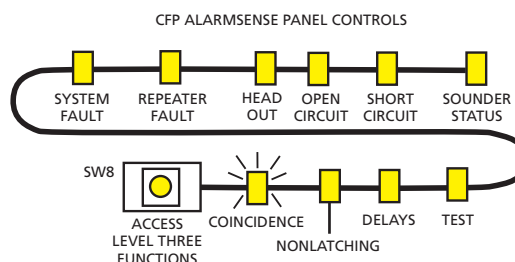 CFP ALARMSENSE PANEL CONTROLS
SYSTEM
FAULT
REPEATER
FAULT
HEAD
OUT
OPEN
CIRCUIT
SHORT
CIRCUIT
SOUNDER
STATUS
SW8
ACCESS
LEVEL THREE
FUNCTIONS
COINCIDENCE
NONLATCHING
DELAYS
TEST